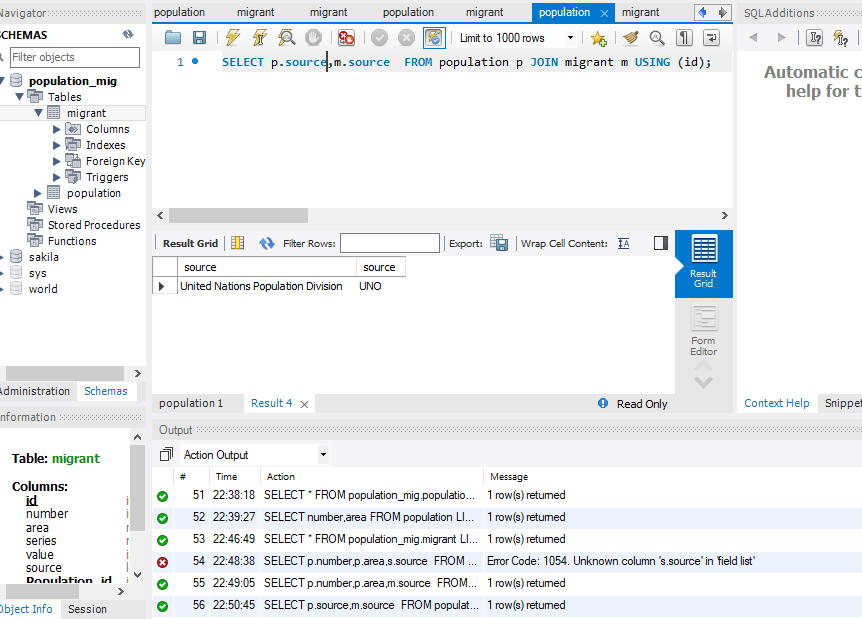 Navigator
SCHEMAS
Filter objects
population_mig
Tables
migrant
Columns
Indexes
Foreign Key
Triggers
population
Views
Stored Procedures
Functions
sakila
sys
world
Administration Schemas
Information
Table: migrant
Columns:
id
number
area
series
value
source
Population_id
Object Info Session
population migrant migrant population migrant population migrant
Limit to 1000 rows
1 SELECT p.source,m.source FROM population p JOIN migrant m USING (id);
Result Grid Filter Rows: Export: Wrap Cell Content:
source source
United Nations Population Division UNO
Result
Grid
Form
Editor
population 1 Result 4 Read Only
Output
Action Output
# Time Action Message
51 22:38:18 SELECT * FROM population_mig.populatio... 1 row(s) returned
52 22:39:27 SELECT number,area FROM population LI... 1 row(s) returned
53 22:46:49 SELECT * FROM population_mig.migrant LI... 1 row(s) returned
54 22:48:38 SELECT p.number,p.area,s.source FROM ... Error Code: 1054. Unknown column 's.source' in 'field list'
55 22:49:05 SELECT p.number,p.area,m.source FROM... 1 row(s) returned
56 22:50:45 SELECT p.source,m.source FROM populat... 1 row(s) returned
SQLAdditions
Automatic c
help for t
Context Help Snippet